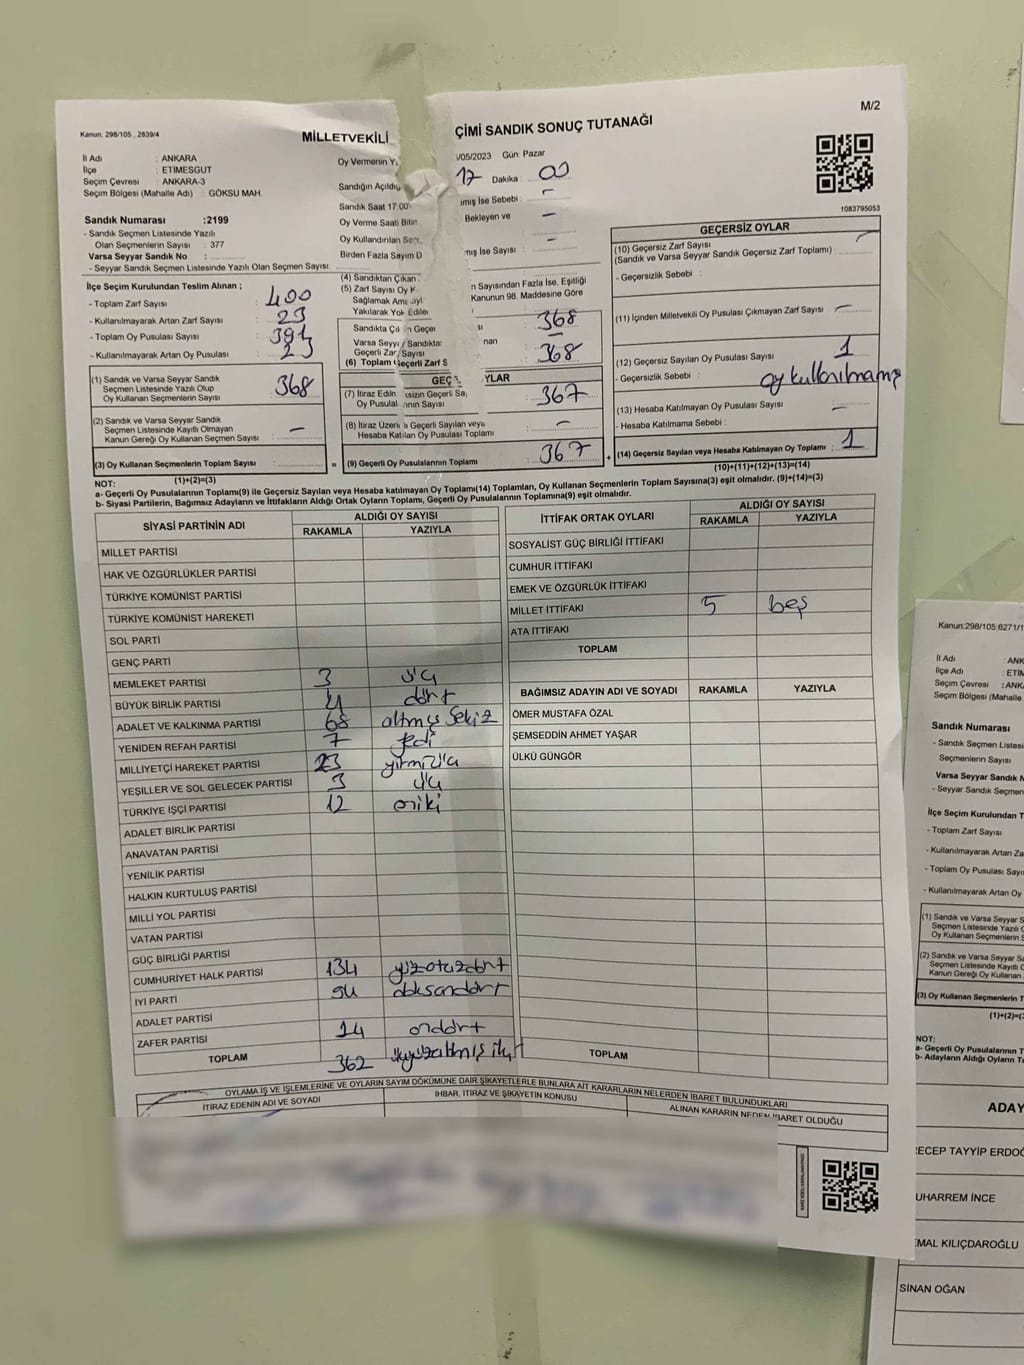 Kanun: 298/105 , 2839/4
MİLLETVEKİLİ
ÇİMİ SANDIK SONUÇ TUTANAĞI
M/2
İl Adı : ANKARA
İlçe : ETİMESGUT
Seçim Çevresi : ANKARA-3
Seçim Bölgesi (Mahalle Adı) : GÖKSU MAH.
Sandık Numarası :2199
- Sandık Seçmen Listesinde Yazılı
Olan Seçmenlerin Sayısı : 377
Varsa Seyyar Sandık No :
- Seyyar Sandık Seçmen Listesinde Yazılı Olan Seçmen Sayısı:
İlçe Seçim Kurulundan Teslim Alınan ;
- Toplam Zarf Sayısı : 400
- Kullanılmayarak Artan Zarf Sayısı : 23
- Toplam Oy Pusulası Sayısı :
- Kullanılmayarak Artan Oy Pusulası : 23
(1) Sandık ve Varsa Seyyar Sandık
Seçmen Listesinde Yazılı Olup
Oy Kullanan Seçmenlerin Sayısı : 368
(2) Sandık ve Varsa Seyyar Sandık
Seçmen Listesinde Kayıtlı Olmayan
Kanun Gereği Oy Kullanan Seçmen Sayısı : –
(3) Oy Kullanan Seçmenlerin Toplam Sayısı :
(1)+(2)=(3)
Oy Vermenin
/05/2023 Gün: Pazar
Sandığın Açıldığ
17 Dakika : 00
Sandık Saat 17:00
mış İse Sebebi : –
Oy Verme Saati Bitin
Bekleyen ve –
Oy Kullandırılan Seç
Birden Fazla Sayım D
mış İse Sayısı : –
(4) Sandıktan Çıkan
(5) Zarf Sayısı Oy K
n Sayısından Fazla İse, Eşitliği
Sağlamak Am
Kanunun 98. Maddesine Göre
Yakılarak Yok Edilen
Sandıkta Çı n Geçer
sı : 368
Varsa Seyy Sandıkta
nan –
Geçerli Zar Sayısı
(6) Toplam Geçerli Zarf S
368
GEÇ YLAR
(7) İtiraz Edil sizin Geçerli Sa
Oy Pusula nın Sayısı : 367
(8) İtiraz Üzeri e Geçerli Sayılan veya
Hesaba Katılan Oy Pusulası Toplamı : –
(9) Geçerli Oy Pusulalarının Toplamı : 367
1083795053
GEÇERSİZ OYLAR
(10) Geçersiz Zarf Sayısı
(Sandık ve Varsa Seyyar Sandık Geçersiz Zarf Toplamı) : –
- Geçersizlik Sebebi :
(11) İçinden Milletvekili Oy Pusulası Çıkmayan Zarf Sayısı : –
(12) Geçersiz Sayılan Oy Pusulası Sayısı : 1
- Geçersizlik Sebebi : oy kullanılmamış
(13) Hesaba Katılmayan Oy Pusulası Sayısı : –
- Hesaba Katılmama Sebebi :
(14) Geçersiz Sayılan veya Hesaba Katılmayan Oy Toplamı : 1
(10)+(11)+(12)+(13)=(14)
NOT:
a- Geçerli Oy Pusulalarının Toplamı(9) ile Geçersiz Sayılan veya Hesaba katılmayan Oy Toplamı(14) Toplamları, Oy Kullanan Seçmenlerin Toplam Sayısına(3) eşit olmalıdır. (9)+(14)=(3)
b- Siyasi Partilerin, Bağımsız Adayların ve İttifakların Aldığı Ortak Oyların Toplamı, Geçerli Oy Pusulalarının Toplamına(9) eşit olmalıdır.
SİYASİ PARTİNİN ADI
ALDIĞI OY SAYISI
RAKAMLA YAZIYLA
MİLLET PARTİSİ
HAK VE ÖZGÜRLÜKLER PARTİSİ
TÜRKİYE KOMÜNİST PARTİSİ
TÜRKİYE KOMÜNİST HAREKETİ
SOL PARTİ
GENÇ PARTİ
MEMLEKET PARTİSİ 3 üç
BÜYÜK BİRLİK PARTİSİ 4 dört
ADALET VE KALKINMA PARTİSİ 68 altmış sekiz
YENİDEN REFAH PARTİSİ 7 yedi
MİLLİYETÇİ HAREKET PARTİSİ 23 yirmiüç
YEŞİLLER VE SOL GELECEK PARTİSİ 3 üç
TÜRKİYE İŞÇİ PARTİSİ 12 oniki
ADALET BİRLİK PARTİSİ
ANAVATAN PARTİSİ
YENİLİK PARTİSİ
HALKIN KURTULUŞ PARTİSİ
MİLLİ YOL PARTİSİ
VATAN PARTİSİ
GÜÇ BİRLİĞİ PARTİSİ
CUMHURİYET HALK PARTİSİ 134 yüzotuzdört
İYİ PARTİ 94 doksandört
ADALET PARTİSİ
ZAFER PARTİSİ 14 ondört
TOPLAM 362 üçyüzaltmış iki
İTTİFAK ORTAK OYLARI
ALDIĞI OY SAYISI
RAKAMLA YAZIYLA
SOSYALİST GÜÇ BİRLİĞİ İTTİFAKI
CUMHUR İTTİFAKI
EMEK VE ÖZGÜRLÜK İTTİFAKI
MİLLET İTTİFAKI 5 beş
ATA İTTİFAKI
TOPLAM
BAĞIMSIZ ADAYIN ADI VE SOYADI RAKAMLA YAZIYLA
ÖMER MUSTAFA ÖZAL
ŞEMSEDDİN AHMET YAŞAR
ÜLKÜ GÜNGÖR
TOPLAM
OYLAMA İŞ VE İŞLEMLERİNE VE OYLARIN SAYIM DÖKÜMÜNE DAİR ŞİKAYETLERLE BUNLARA AİT KARARLARIN NELERDEN İBARET BULUNDUKLARI
İTİRAZ EDENİN ADI VE SOYADI
İHBAR, İTİRAZ VE ŞİKAYETİN KONUSU
ALINAN KARARIN NEDEN İBARET OLDUĞU
Kanun:298/105,6271/1
İl Adı : ANK
İlçe Adı : ETİM
Seçim Çevresi : ANKA
Seçim Bölgesi (Mahalle
Sandık Numarası
- Sandık Seçmen Listesi
Seçmenlerin Sayısı
Varsa Seyyar Sandık N
- Seyyar Sandık Seçmen
İlçe Seçim Kurulundan T
- Toplam Zarf Sayısı
- Kullanılmayarak Artan Za
- Toplam Oy Pusulası Sayı
- Kullanılmayarak Artan Oy
(1) Sandık ve Varsa Seyyar S
Seçmen Listesinde Yazılı O
Oy Kullanan Seçmenlerin S
(2) Sandık ve Varsa Seyyar Sa
Seçmen Listesinde Kayıtlı O
Kanun Gereği Oy Kullanan
(3) Oy Kullanan Seçmenlerin T
(1)+(2)=(3
NOT:
a- Geçerli Oy Pusulalarının T
b- Adayların Aldığı Oyların To
ADAY
RECEP TAYYİP ERDOĞ
UHARREM İNCE
EMAL KILIÇDAROĞLU
SİNAN OĞAN